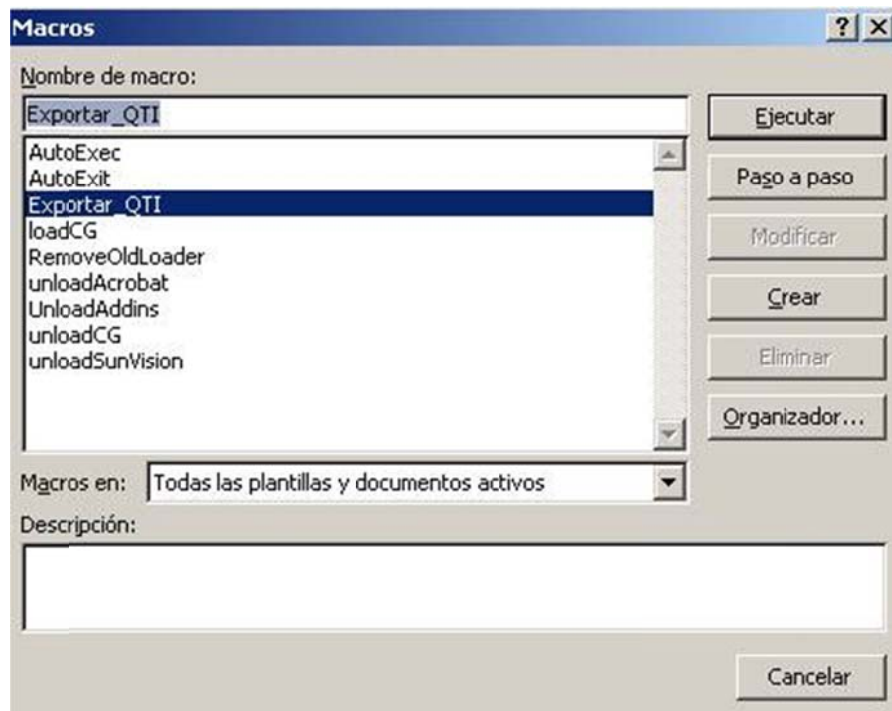 Macros
Nombre de macro:
Exportar_QTI
AutoExec
AutoExit
Exportar_QTI
loadCG
RemoveOldLoader
unloadAcrobat
UnloadAddins
unloadCG
unloadSunVision
Ejecutar
Paso a paso
Modificar
Crear
Eliminar
Organizador...
Macros en: Todas las plantillas y documentos activos
Descripción:
Cancelar